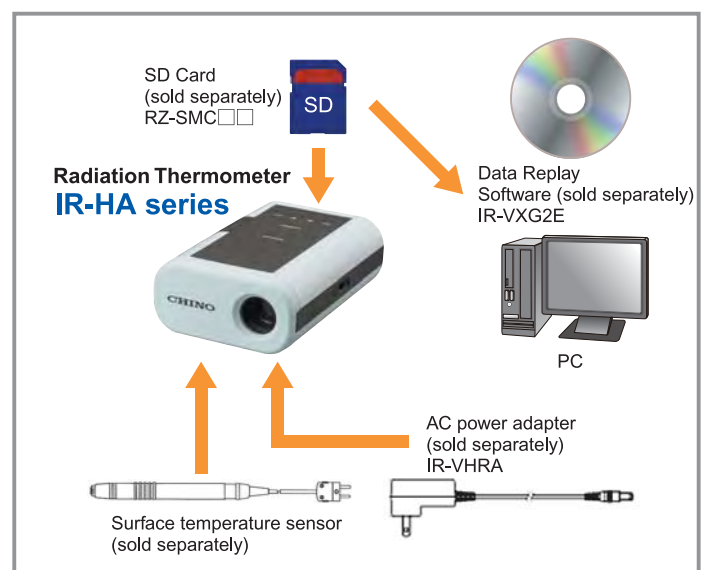 SD Card
(sold separately)
RZ-SMC□□
SD
Radiation Thermometer
IR-HA series
CHINO
Data Replay
Software (sold separately)
IR-VXG2E
PC
AC power adapter
(sold separately)
IR-VHRA
Surface temperature sensor
(sold separately)